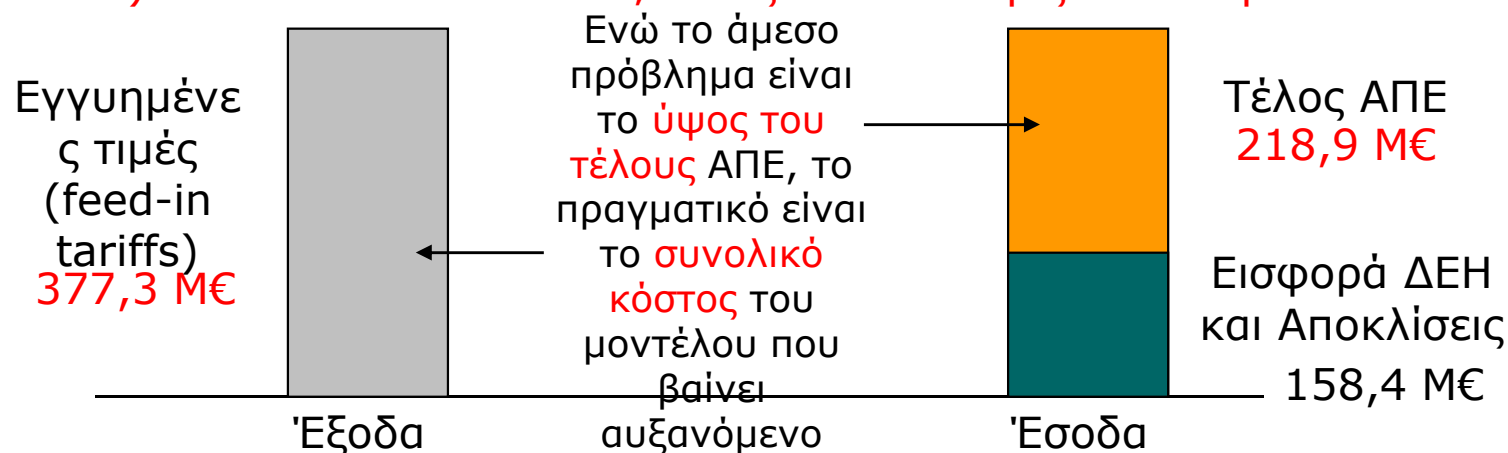 Εγγυημένε
ς τιμές
(feed-in
tariffs)
377,3 M€
Ενώ το άμεσο
πρόβλημα είναι
το ύψος του
τέλους ΑΠΕ, το
πραγματικό είναι
το συνολικό
κόστος του
μοντέλου που
βαίνει
αυξανόμενο
Τέλος ΑΠΕ
218,9 M€
Εισφορά ΔΕΗ
και Αποκλίσεις
158,4 M€
Έξοδα
Έσοδα